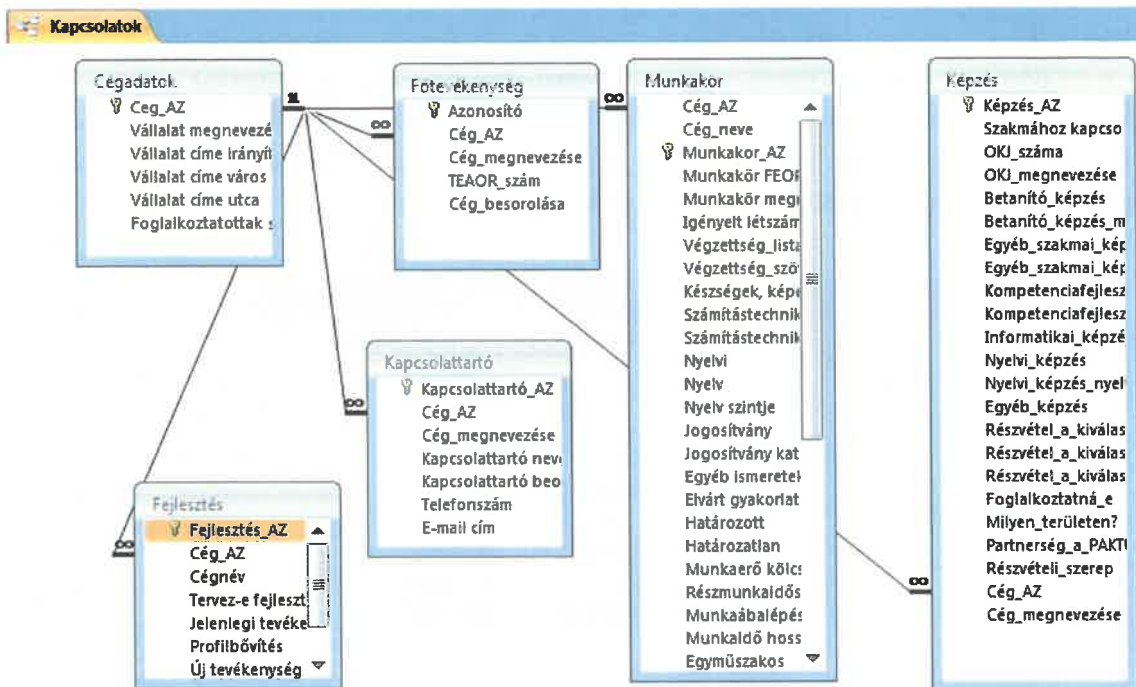 Kapcsolatok
Cégadatok
Ceg_AZ
Vállalat megnevezé
Vállalat címe irányít
Vállalat címe város
Vállalat címe utca
Foglalkoztatottak s
1
Főtevékenység
Azonosító
Cég_AZ
Cég_megnevezése
TEAOR_szám
Cég_besorolása
∞
∞
Munkakör
Cég_AZ
Cég_neve
Munkakor_AZ
Munkakör FEOR
Munkakör megn
Igényelt létszám
Végzettség_lista
Végzettség_szöv
Készségek, képe
Számítástechnik
Számítástechnik
Nyelvi
Nyelv
Nyelv szintje
Jogosítvány
Jogosítvány kat
Egyéb ismeretek
Elvárt gyakorlat
Határozott
Határozatlan
Munkaerő kölcs
Részmunkaidős
Munkaábalépés
Munkaidő hoss
Egyműszakos
Képzés
Képzés_AZ
Szakmához kapcso
OKJ_száma
OKJ_megnevezése
Betanító_képzés
Betanító_képzés_m
Egyéb_szakmai_kép
Egyéb_szakmai_kép
Kompetenciafejlesz
Kompetenciafejlesz
Informatikai_képzé
Nyelvi_képzés
Nyelvi_képzés_nyel
Egyéb_képzés
Részvétel_a_kiválas
Részvétel_a_kiválas
Részvétel_a_kiválas
Foglalkoztatná_e
Milyen_területen?
Partnerség_a_PAKTU
Részvételi_szerep
Cég_AZ
Cég_megnevezése
∞
Kapcsolattartó
Kapcsolattartó_AZ
Cég_AZ
Cég_megnevezése
Kapcsolattartó neve
Kapcsolattartó beo
Telefonszám
E-mail cím
∞
Fejlesztés
Fejlesztés_AZ
Cég_AZ
Cégnév
Tervez-e fejleszt
Jelenlegi tevéke
Profilbővítés
Új tevékenység
∞